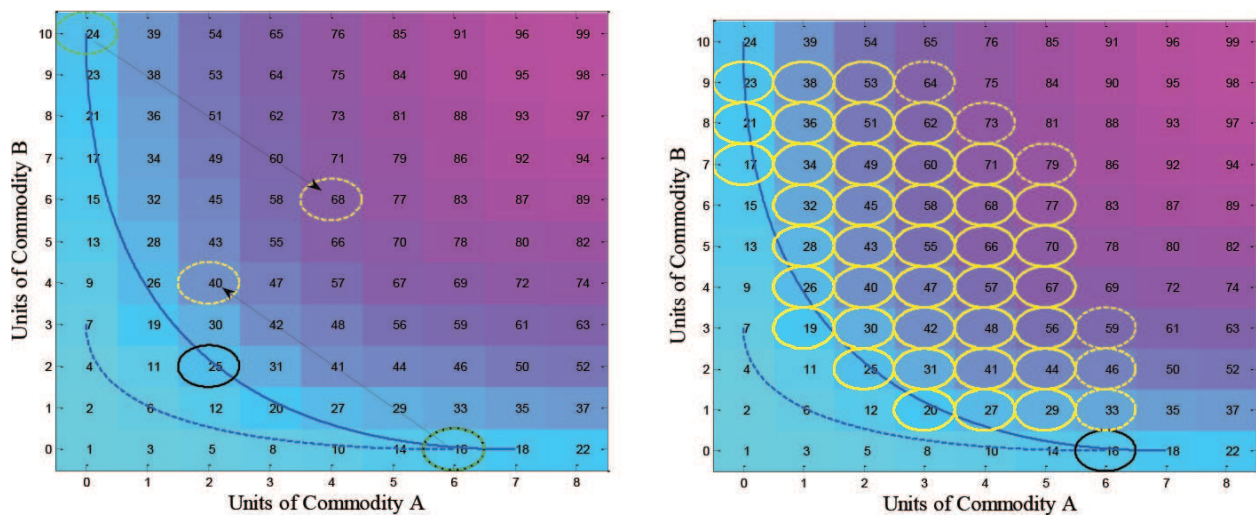 Units of Commodity B
10 24 39 54 65 76 85 91 96 99
9 23 38 53 64 75 84 90 95 98
8 21 36 51 62 73 81 88 93 97
7 17 34 49 60 71 79 86 92 94
6 15 32 45 58 68 77 83 87 89
5 13 28 43 55 66 70 78 80 82
4 9 26 40 47 57 67 69 72 74
3 7 19 30 42 48 56 59 61 63
2 4 11 25 31 41 44 46 50 52
1 2 6 12 20 27 29 33 35 37
0 1 3 5 8 10 14 16 18 22
0 1 2 3 4 5 6 7 8
Units of Commodity A
Units of Commodity B
10 24 39 54 65 76 85 91 96 99
9 23 38 53 64 75 84 90 95 98
8 21 36 51 62 73 81 88 93 97
7 17 34 49 60 71 79 86 92 94
6 15 32 45 58 68 77 83 87 89
5 13 28 43 55 66 70 78 80 82
4 9 26 40 47 57 67 69 72 74
3 7 19 30 42 48 56 59 61 63
2 4 11 25 31 41 44 46 50 52
1 2 6 12 20 27 29 33 35 37
0 1 3 5 8 10 14 16 18 22
0 1 2 3 4 5 6 7 8
Units of Commodity A